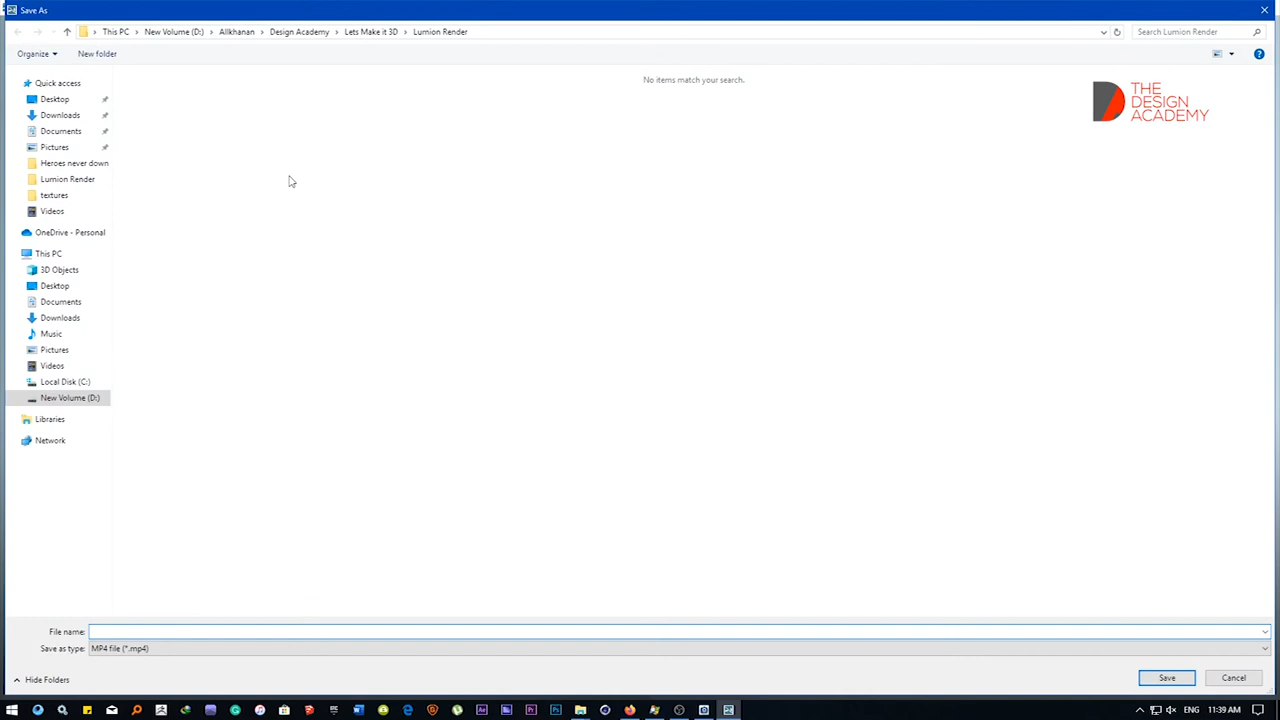 Save As
This PC > New Volume (D:) > Allkhanan > Design Academy > Lets Make it 3D > Lumion Render
Search Lumion Render
Organize
New folder
Quick access
Desktop
Downloads
Documents
Pictures
Heroes never down
Lumion Render
textures
Videos
OneDrive - Personal
This PC
3D Objects
Desktop
Documents
Downloads
Music
Pictures
Videos
Local Disk (C:)
New Volume (D:)
Libraries
Network
No items match your search.
THE
DESIGN
ACADEMY
File name:
Save as type: MP4 file (*.mp4)
Hide Folders
Save
Cancel
11:39 AM